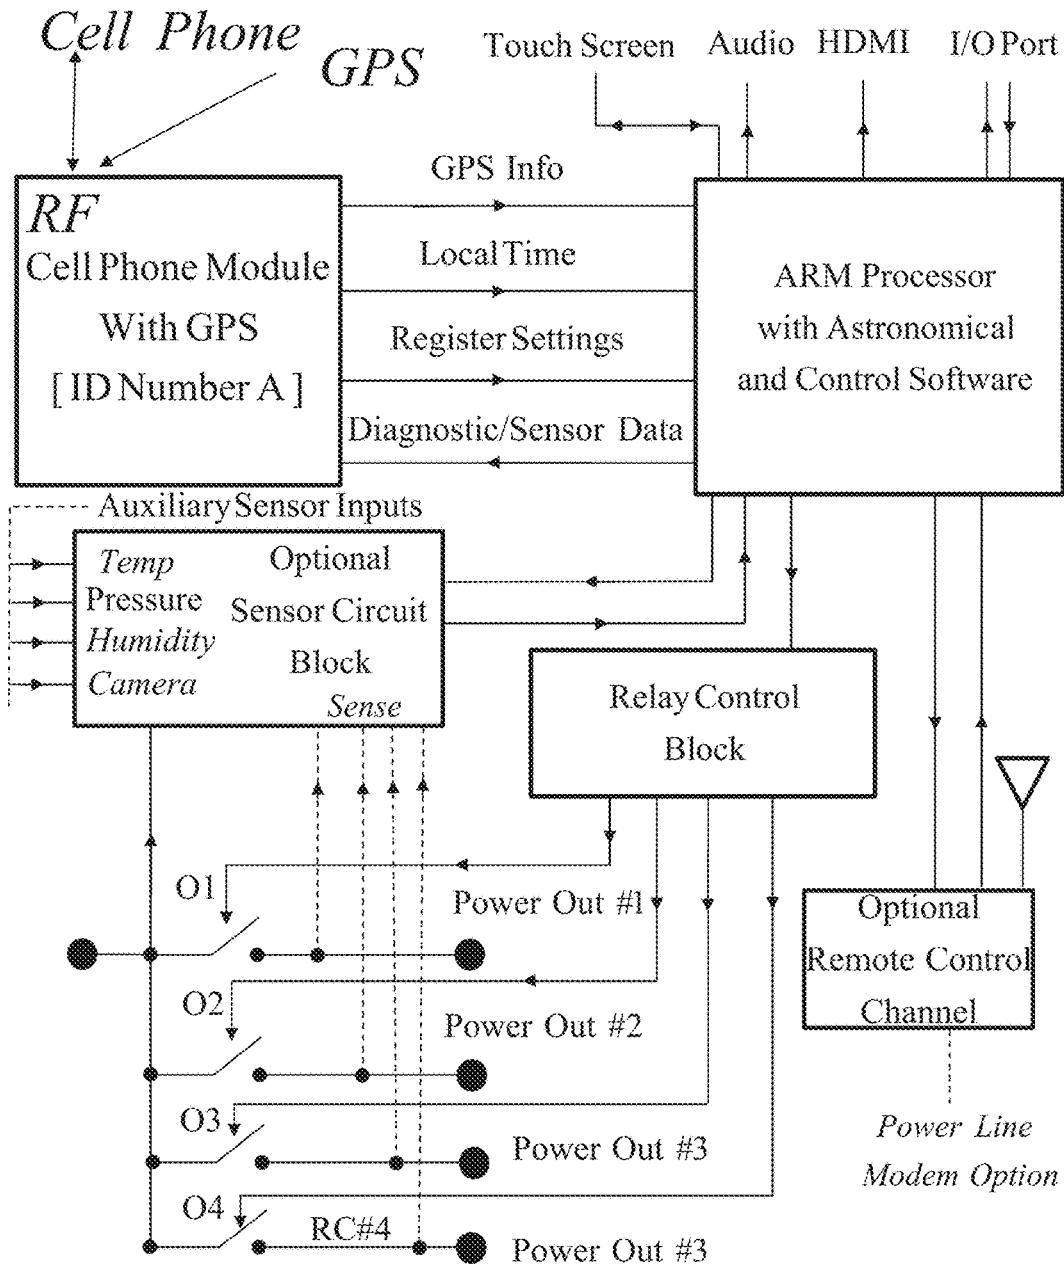 Cell Phone
GPS
Touch Screen
Audio
HDMI
I/O Port
RF
Cell Phone Module
With GPS
[ ID Number A ]
GPS Info
Local Time
Register Settings
Diagnostic/Sensor Data
ARM Processor
with Astronomical
and Control Software
Auxiliary Sensor Inputs
Temp
Pressure
Humidity
Camera
Optional
Sensor Circuit
Block
Sense
Relay Control
Block
O1
Power Out #1
O2
Power Out #2
O3
Power Out #3
O4
RC#4
Power Out #3
Optional
Remote Control
Channel
Power Line
Modem Option